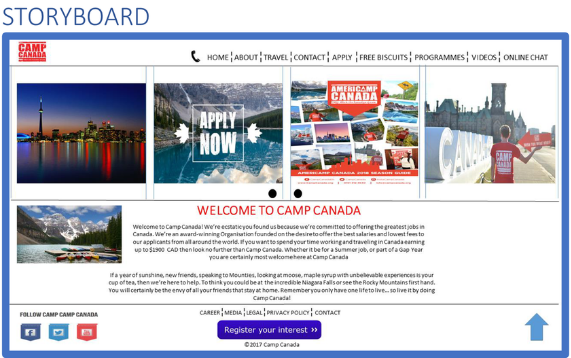 STORYBOARD
CAMP
CANADA
HOME ¦ ABOUT ¦ TRAVEL ¦ CONTACT ¦ APPLY ¦ FREE BISCUITS ¦ PROGRAMMES ¦ VIDEOS ¦ ONLINE CHAT
APPLY
NOW
AMERICAMP
CANADA
AMERICAMP CANADA 2018 SEASON GUIDE
CANADA
CAMP
CANADA
WELCOME TO CAMP CANADA
Welcome to Camp Canada! We're ecstatic you found us because we're committed to offering the greatest jobs in
Canada. We're an award-winning Organisation founded on the desire to offer the best salaries and lowest fees to
our applicants from all around the world. If you want to spend your time working and traveling in Canada earning
up to $1900 CAD then look no further than Camp Canada. Whether it be for a Summer job, or part of a Gap Year
you are certainly most welcome here at Camp Canada
If a year of sunshine, new friends, speaking to Mounties, looking at moose, maple syrup with unbelievable experiences is your
cup of tea, then we're here to help. To think you could be at the incredible Niagara Falls or see the Rocky Mountains first hand.
You will certainly be the envy of all your friends that stay at home. Remember you only have one life to live... so live it by doing
Camp Canada!
FOLLOW CAMP CAMP CANADA
CAREER ¦ MEDIA ¦ LEGAL ¦ PRIVACY POLICY ¦ CONTACT
Register your interest ››
© 2017 Camp Canada